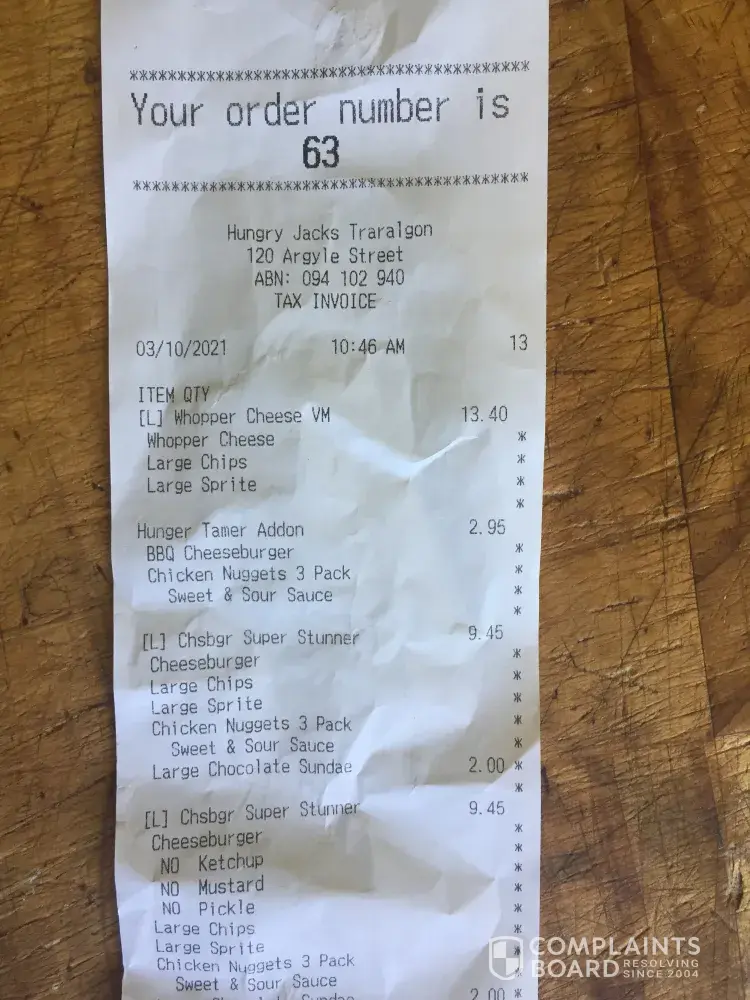 ****************************************
Your order number is
63
****************************************
Hungry Jacks Traralgon
120 Argyle Street
ABN: 094 102 940
TAX INVOICE
03/10/2021 10:46 AM 13
ITEM QTY
[L] Whopper Cheese VM 13.40
Whopper Cheese *
Large Chips *
Large Sprite *
*
Hunger Tamer Addon 2.95
BBQ Cheeseburger *
Chicken Nuggets 3 Pack *
Sweet & Sour Sauce *
*
[L] Chsbgr Super Stunner 9.45
Cheeseburger *
Large Chips *
Large Sprite *
Chicken Nuggets 3 Pack *
Sweet & Sour Sauce *
Large Chocolate Sundae 2.00 *
*
[L] Chsbgr Super Stunner 9.45
Cheeseburger *
NO Ketchup *
NO Mustard *
NO Pickle *
Large Chips *
Large Sprite *
Chicken Nuggets 3 Pack *
Sweet & Sour Sauce *
Large Chocolate Sundae 2.00 *
COMPLAINTS
BOARD RESOLVING
SINCE 2004